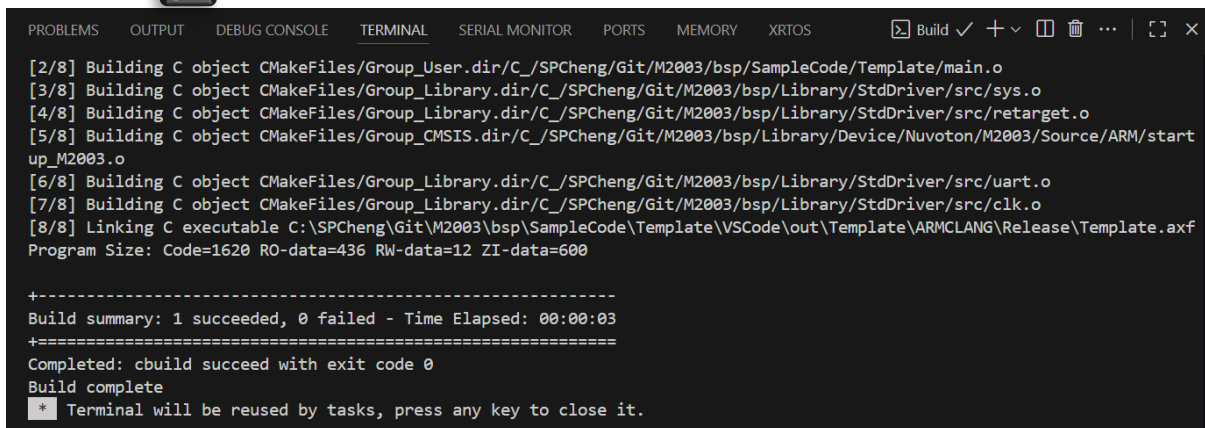 PROBLEMS OUTPUT DEBUG CONSOLE TERMINAL SERIAL MONITOR PORTS MEMORY XRTOS Build
[2/8] Building C object CMakeFiles/Group_User.dir/C_/SPCheng/Git/M2003/bsp/SampleCode/Template/main.o
[3/8] Building C object CMakeFiles/Group_Library.dir/C_/SPCheng/Git/M2003/bsp/Library/StdDriver/src/sys.o
[4/8] Building C object CMakeFiles/Group_Library.dir/C_/SPCheng/Git/M2003/bsp/Library/StdDriver/src/retarget.o
[5/8] Building C object CMakeFiles/Group_CMSIS.dir/C_/SPCheng/Git/M2003/bsp/Library/Device/Nuvoton/M2003/Source/ARM/start
up_M2003.o
[6/8] Building C object CMakeFiles/Group_Library.dir/C_/SPCheng/Git/M2003/bsp/Library/StdDriver/src/uart.o
[7/8] Building C object CMakeFiles/Group_Library.dir/C_/SPCheng/Git/M2003/bsp/Library/StdDriver/src/clk.o
[8/8] Linking C executable C:\SPCheng\Git\M2003\bsp\SampleCode\Template\VSCode\out\Template\ARMCLANG\Release\Template.axf
Program Size: Code=1620 RO-data=436 RW-data=12 ZI-data=600
+------------------------------------------------------------
Build summary: 1 succeeded, 0 failed - Time Elapsed: 00:00:03
+============================================================
Completed: cbuild succeed with exit code 0
Build complete
* Terminal will be reused by tasks, press any key to close it.